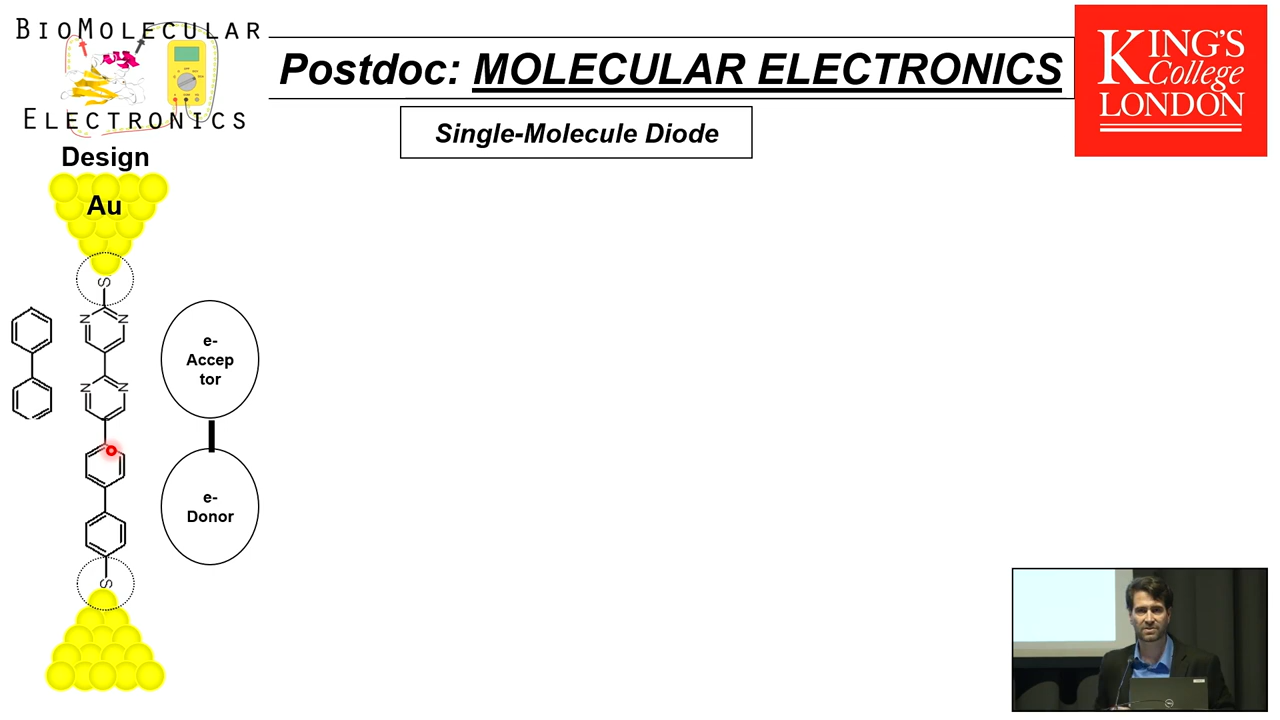 BIOMOLECULAR
ELECTRONICS
Postdoc: MOLECULAR ELECTRONICS
KING'S
College
LONDON
Single-Molecule Diode
Design
Au
S
N N
N N
S
e-
Accep
tor
e-
Donor